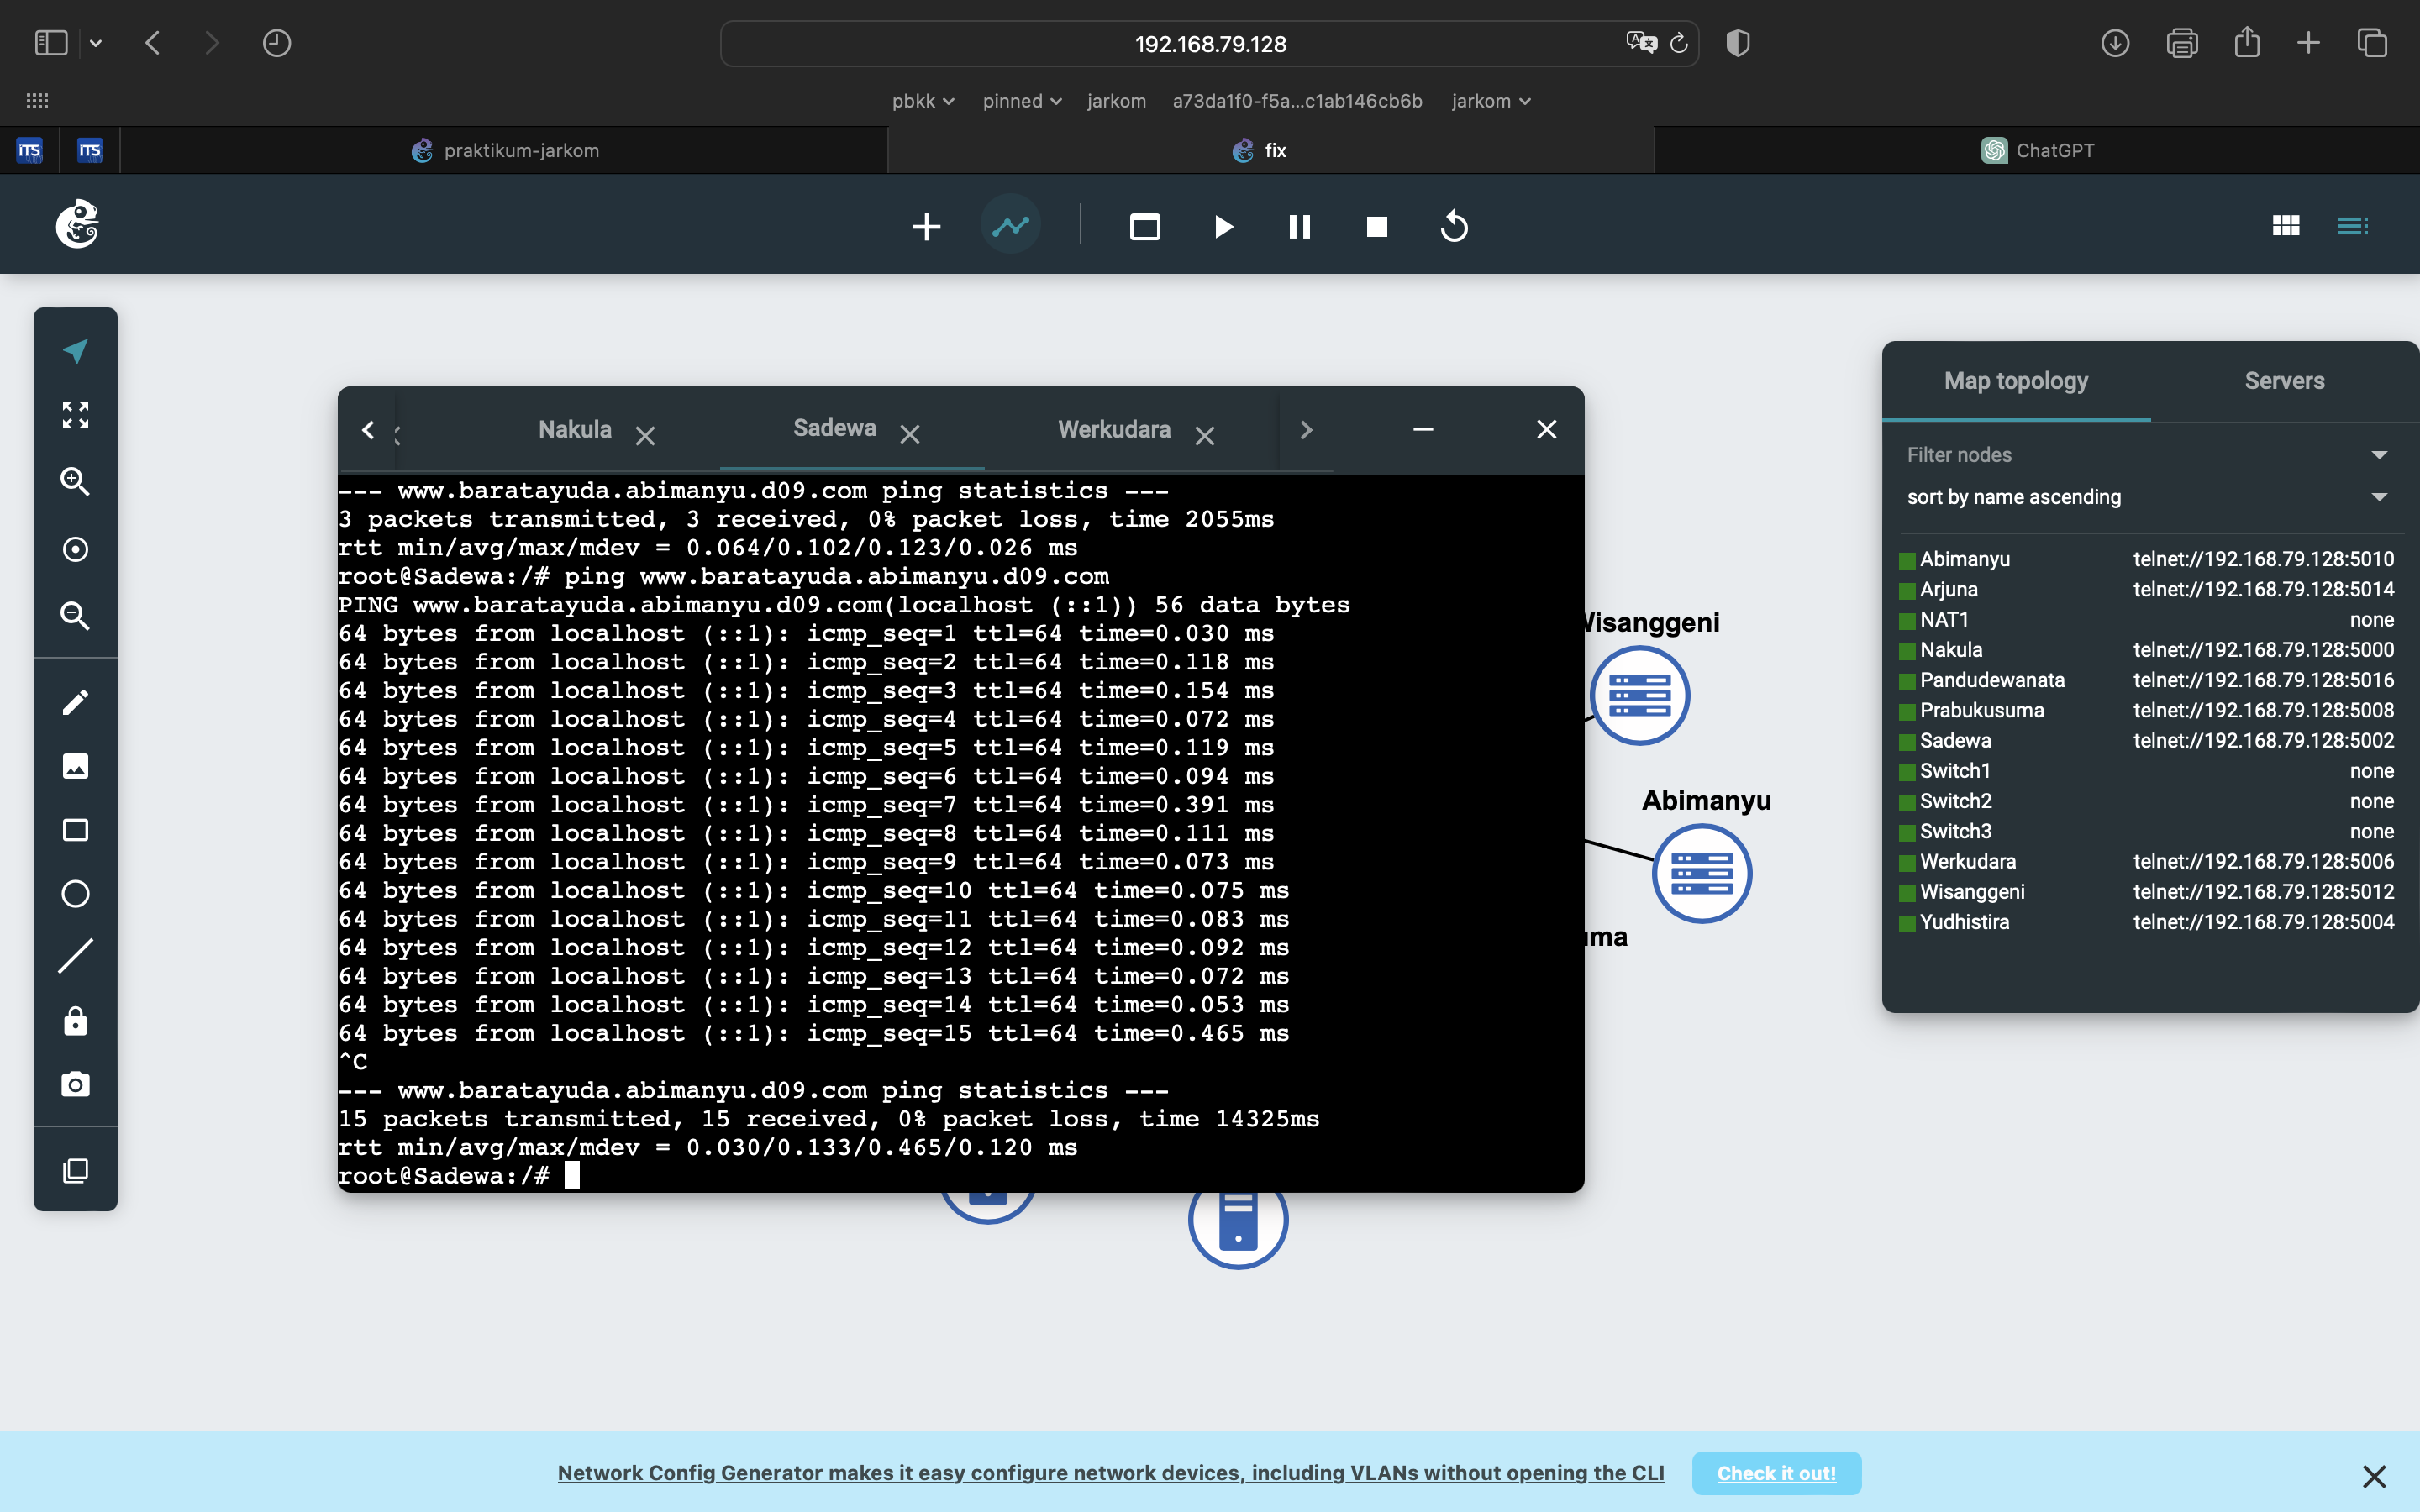 192.168.79.128
pbkk
pinned
jarkom
a73da1f0-f5a...c1ab146cb6b
jarkom
iTS
iTS
praktikum-jarkom
fix
ChatGPT
Nakula
Sadewa
Werkudara
--- www.baratayuda.abimanyu.d09.com ping statistics ---
3 packets transmitted, 3 received, 0% packet loss, time 2055ms
rtt min/avg/max/mdev = 0.064/0.102/0.123/0.026 ms
root@Sadewa:/# ping www.baratayuda.abimanyu.d09.com
PING www.baratayuda.abimanyu.d09.com(localhost (::1)) 56 data bytes
64 bytes from localhost (::1): icmp_seq=1 ttl=64 time=0.030 ms
64 bytes from localhost (::1): icmp_seq=2 ttl=64 time=0.118 ms
64 bytes from localhost (::1): icmp_seq=3 ttl=64 time=0.154 ms
64 bytes from localhost (::1): icmp_seq=4 ttl=64 time=0.072 ms
64 bytes from localhost (::1): icmp_seq=5 ttl=64 time=0.119 ms
64 bytes from localhost (::1): icmp_seq=6 ttl=64 time=0.094 ms
64 bytes from localhost (::1): icmp_seq=7 ttl=64 time=0.391 ms
64 bytes from localhost (::1): icmp_seq=8 ttl=64 time=0.111 ms
64 bytes from localhost (::1): icmp_seq=9 ttl=64 time=0.073 ms
64 bytes from localhost (::1): icmp_seq=10 ttl=64 time=0.075 ms
64 bytes from localhost (::1): icmp_seq=11 ttl=64 time=0.083 ms
64 bytes from localhost (::1): icmp_seq=12 ttl=64 time=0.092 ms
64 bytes from localhost (::1): icmp_seq=13 ttl=64 time=0.072 ms
64 bytes from localhost (::1): icmp_seq=14 ttl=64 time=0.053 ms
64 bytes from localhost (::1): icmp_seq=15 ttl=64 time=0.465 ms
^C
--- www.baratayuda.abimanyu.d09.com ping statistics ---
15 packets transmitted, 15 received, 0% packet loss, time 14325ms
rtt min/avg/max/mdev = 0.030/0.133/0.465/0.120 ms
root@Sadewa:/#
Wisanggeni
Abimanyu
uma
Map topology
Servers
Filter nodes
sort by name ascending
Abimanyu telnet://192.168.79.128:5010
Arjuna telnet://192.168.79.128:5014
NAT1 none
Nakula telnet://192.168.79.128:5000
Pandudewanata telnet://192.168.79.128:5016
Prabukusuma telnet://192.168.79.128:5008
Sadewa telnet://192.168.79.128:5002
Switch1 none
Switch2 none
Switch3 none
Werkudara telnet://192.168.79.128:5006
Wisanggeni telnet://192.168.79.128:5012
Yudhistira telnet://192.168.79.128:5004
Network Config Generator makes it easy configure network devices, including VLANs without opening the CLI
Check it out!